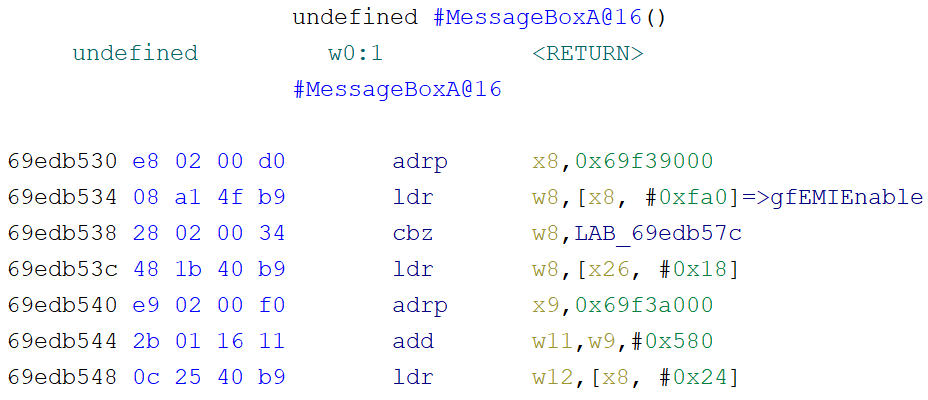 undefined #MessageBoxA@16()
undefined w0:1 <RETURN>
#MessageBoxA@16
69edb530 e8 02 00 d0 adrp x8,0x69f39000
69edb534 08 a1 4f b9 ldr w8,[x8, #0xfa0]=>gfEMIEnable
69edb538 28 02 00 34 cbz w8,LAB_69edb57c
69edb53c 48 1b 40 b9 ldr w8,[x26, #0x18]
69edb540 e9 02 00 f0 adrp x9,0x69f3a000
69edb544 2b 01 16 11 add w11,w9,#0x580
69edb548 0c 25 40 b9 ldr w12,[x8, #0x24]